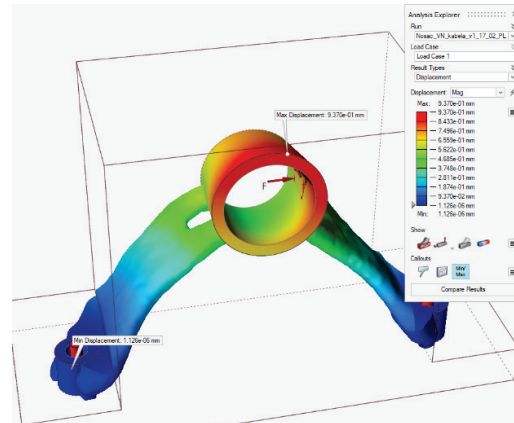 Analysis Explorer
Run
Nosac_VN_kabela_v1_17_02_PL
Load Case
Load Case 1
Result Types
Displacement
Displacement: Mag
Max: 9.370e-01 mm
9.370e-01 mm
8.433e-01 mm
7.496e-01 mm
6.559e-01 mm
5.622e-01 mm
4.685e-01 mm
3.748e-01 mm
2.811e-01 mm
1.874e-01 mm
9.370e-02 mm
1.126e-06 mm
Min: 1.126e-06 mm
Show
Callouts
Min/
Max
Compare Results
Max Displacement: 9.370e-01 mm
F
Min Displacement: 1.126e-06 mm